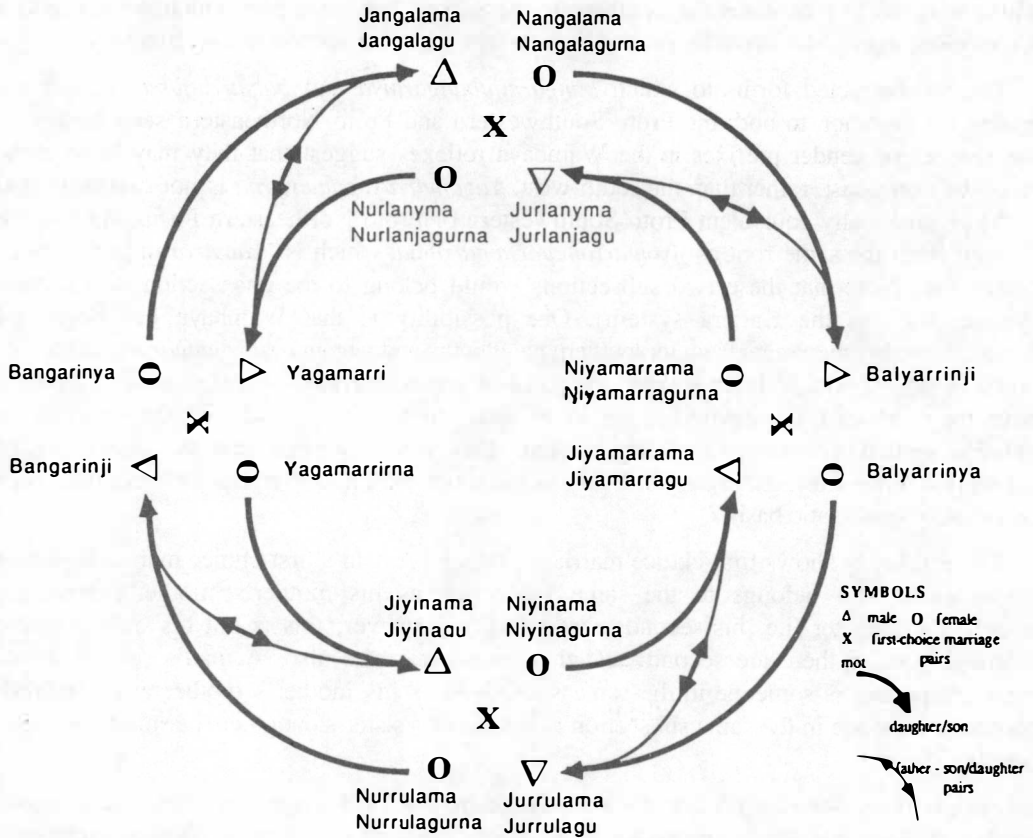 Jangalama
Jangalagu
Nangalama
Nangalagurna
Δ
O
X
O
Nurlanyma
Nurlanjagurna
Jurlanyma
Jurlanjagu
Bangarinya
O
Yagamarri
Niyamarrama
Niyamarragurna
O
Balyarrinji
X
X
Bangarinji
O
Yagamarrirna
Jiyamarrama
Jiyamarragu
O
Balyarrinya
Jiyinama
Jiyinaqu
Niyinama
Niyinagurna
Δ
O
X
O
Nurrulama
Nurrulagurna
Jurrulama
Jurrulagu
SYMBOLS
Δ male O female
X first-choice marriage
pairs
mot
daughter/son
father - son/daughter
pairs